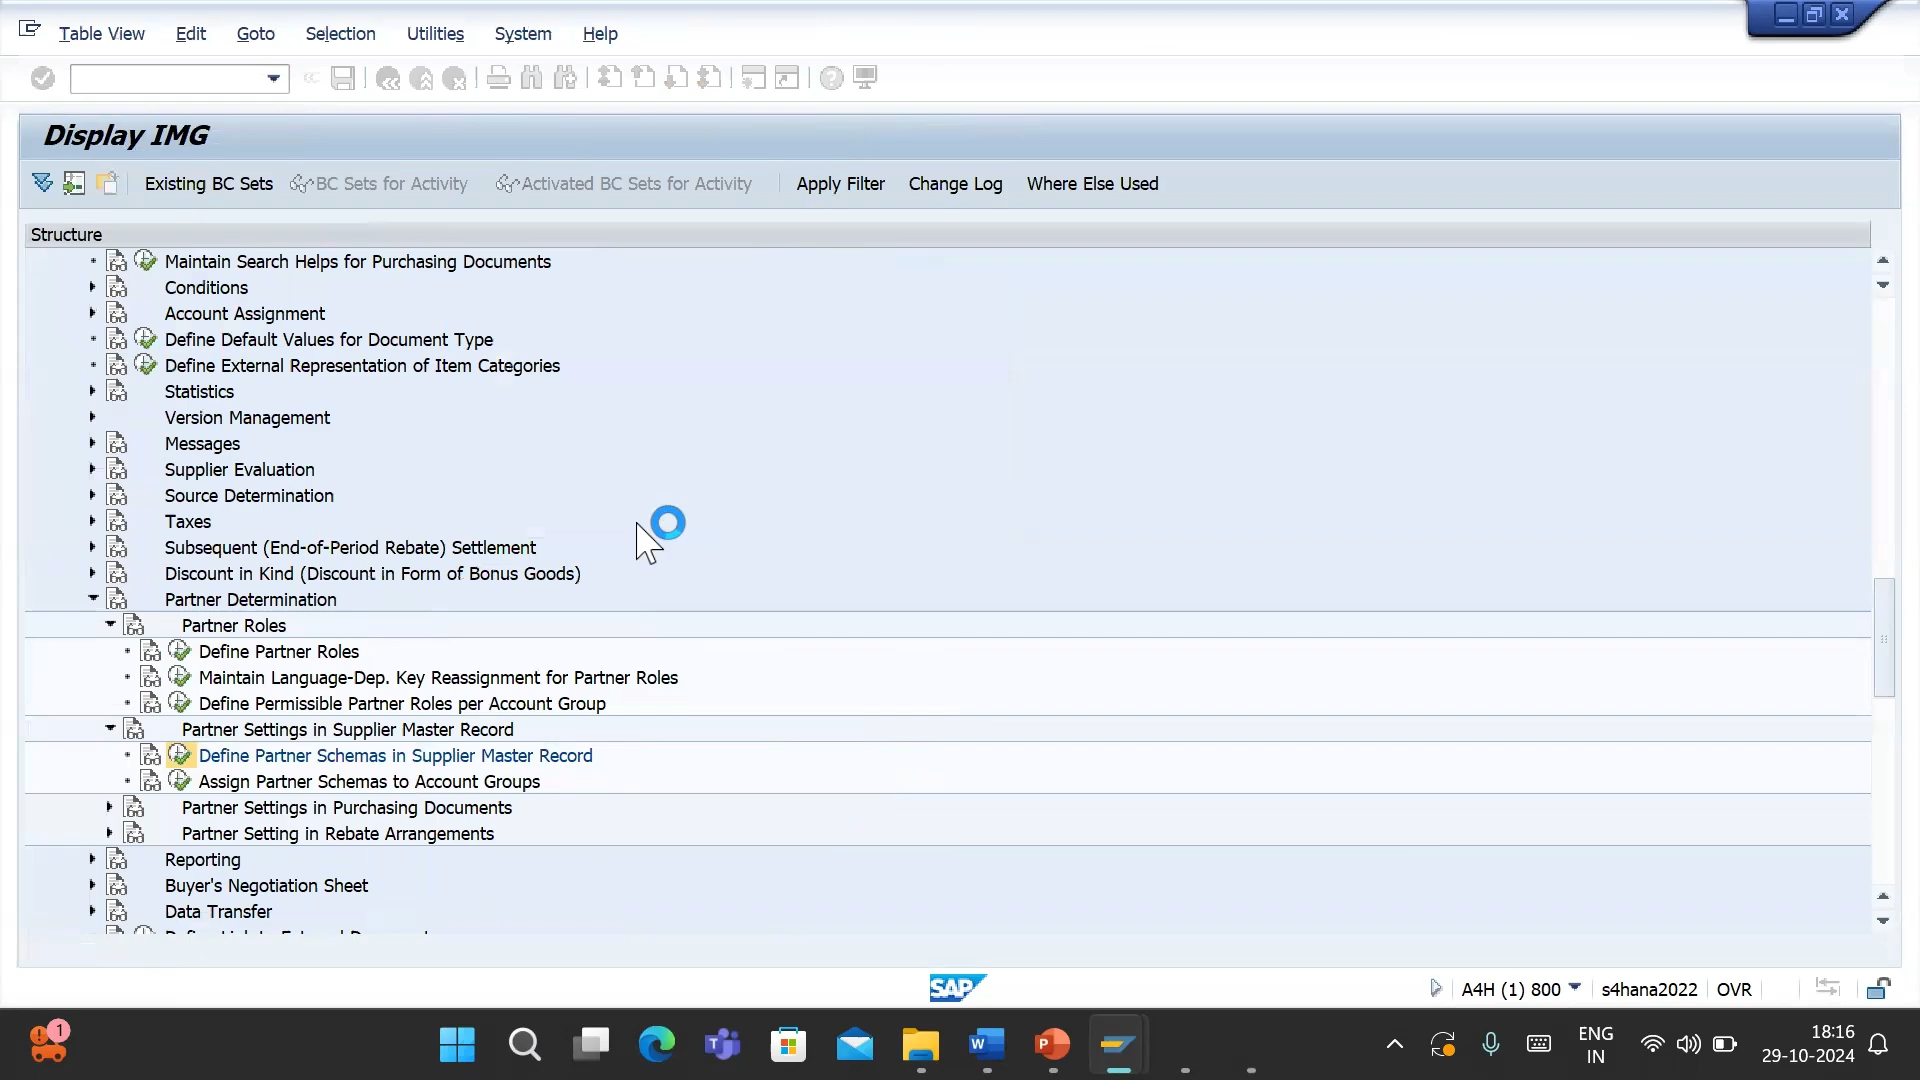 Table View Edit Goto Selection Utilities System Help
Display IMG
Existing BC Sets BC Sets for Activity Activated BC Sets for Activity Apply Filter Change Log Where Else Used
Structure
Maintain Search Helps for Purchasing Documents
Conditions
Account Assignment
Define Default Values for Document Type
Define External Representation of Item Categories
Statistics
Version Management
Messages
Supplier Evaluation
Source Determination
Taxes
Subsequent (End-of-Period Rebate) Settlement
Discount in Kind (Discount in Form of Bonus Goods)
Partner Determination
Partner Roles
Define Partner Roles
Maintain Language-Dep. Key Reassignment for Partner Roles
Define Permissible Partner Roles per Account Group
Partner Settings in Supplier Master Record
Define Partner Schemas in Supplier Master Record
Assign Partner Schemas to Account Groups
Partner Settings in Purchasing Documents
Partner Setting in Rebate Arrangements
Reporting
Buyer's Negotiation Sheet
Data Transfer
SAP A4H (1) 800 s4hana2022 OVR
1
ENG
IN
18:16
29-10-2024